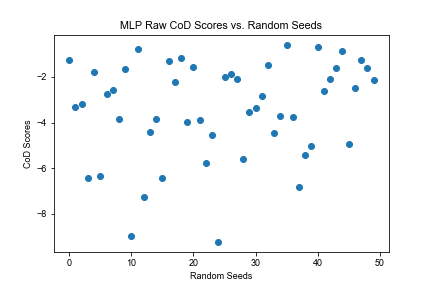 MLP Raw CoD Scores vs. Random Seeds
CoD Scores
−2
−4
−6
−8
0 10 20 30 40 50
Random Seeds